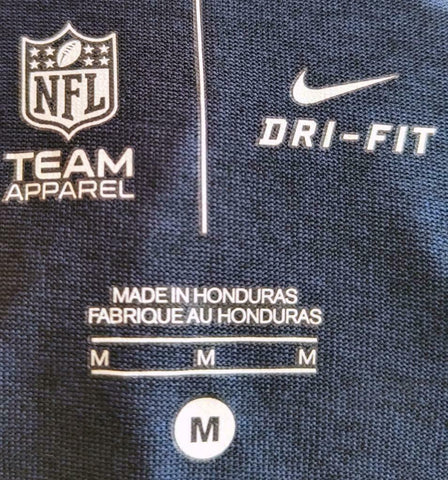 NFL
TEAM
APPAREL
DRI-FIT
MADE IN HONDURAS
FABRIQUE AU HONDURAS
M M M
M